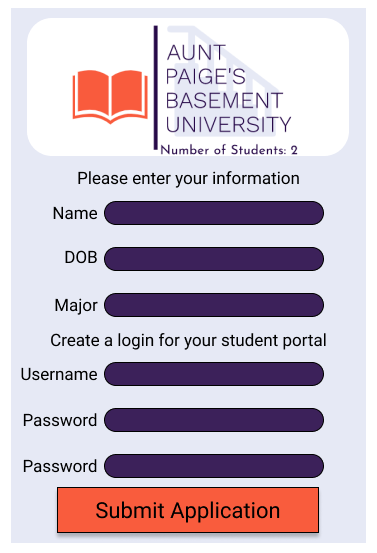 AUNT
PAIGE'S
BASEMENT
UNIVERSITY
Number of Students: 2
Please enter your information
Name
DOB
Major
Create a login for your student portal
Username
Password
Password
Submit Application